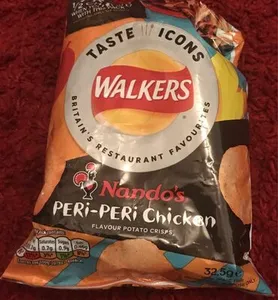 TASTE ICONS
WALKERS
BRITAIN'S RESTAURANT FAVOURITES
Nando's
PERi-PERi Chicken
FLAVOUR POTATO CRISPS
32.5g e